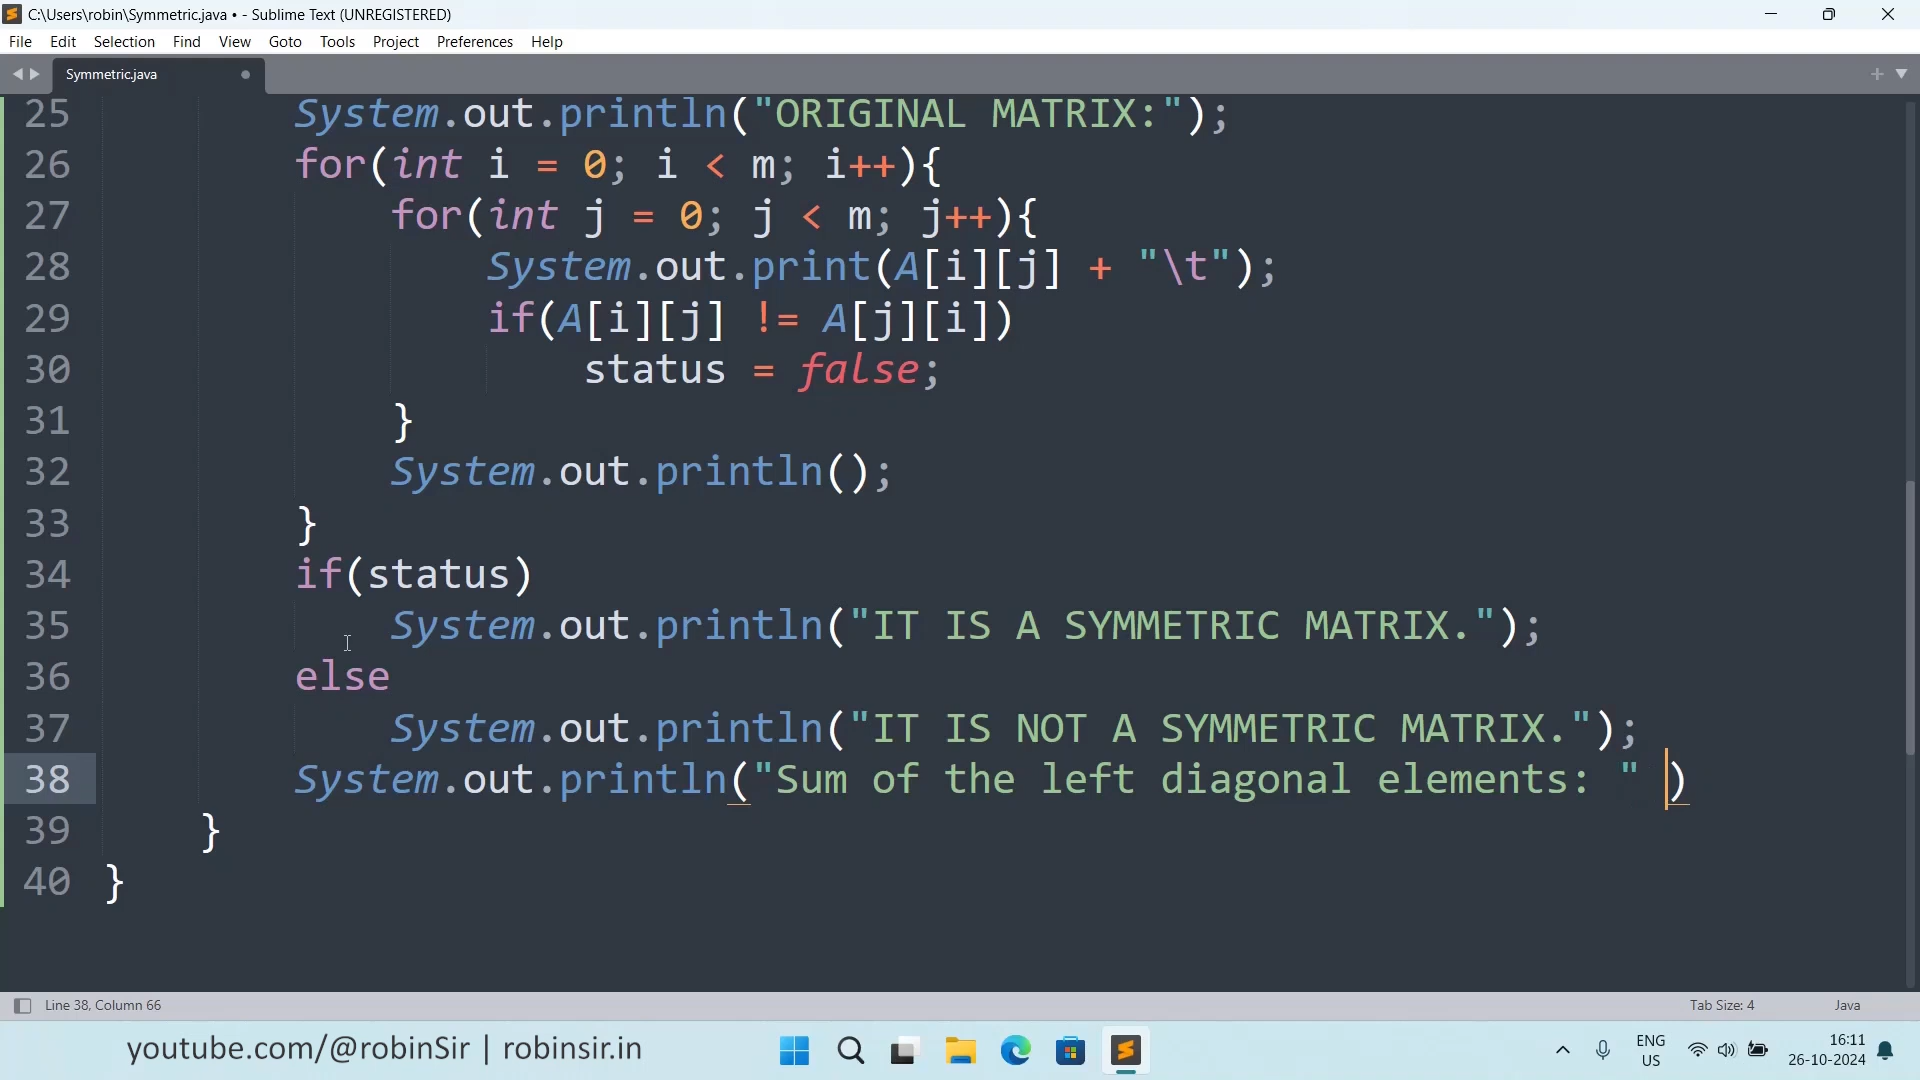 C:\Users\robin\Symmetric.java • - Sublime Text (UNREGISTERED)
File Edit Selection Find View Goto Tools Project Preferences Help
Symmetric.java
25 System.out.println("ORIGINAL MATRIX:");
26 for(int i = 0; i < m; i++){
27 for(int j = 0; j < m; j++){
28 System.out.print(A[i][j] + "\t");
29 if(A[i][j] != A[j][i])
30 status = false;
31 }
32 System.out.println();
33 }
34 if(status)
35 System.out.println("IT IS A SYMMETRIC MATRIX.");
36 else
37 System.out.println("IT IS NOT A SYMMETRIC MATRIX.");
38 System.out.println("Sum of the left diagonal elements: " )
39 }
40 }
Line 38, Column 66 Tab Size: 4 Java
youtube.com/@robinSir | robinsir.in
ENG
US
16:11
26-10-2024